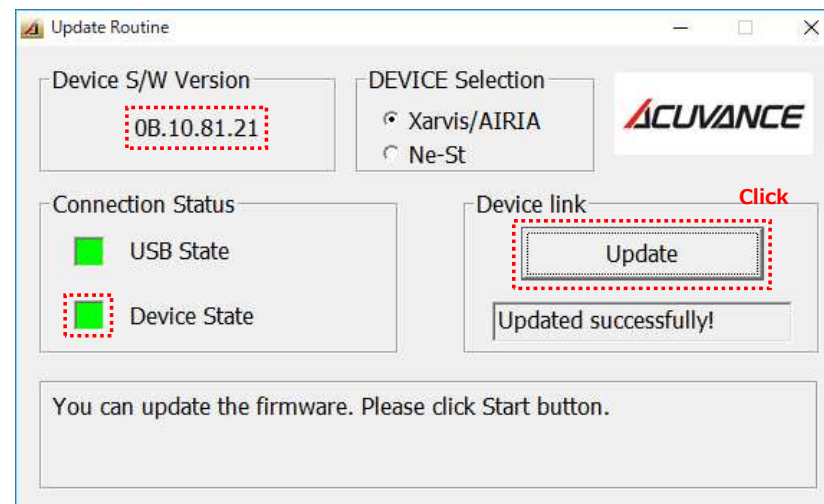 Update Routine
Device S/W Version
0B.10.81.21
DEVICE Selection
Xarvis/AIRIA
Ne-St
ACUVANCE
Connection Status
USB State
Device State
Device link
Click
Update
Updated successfully!
You can update the firmware. Please click Start button.